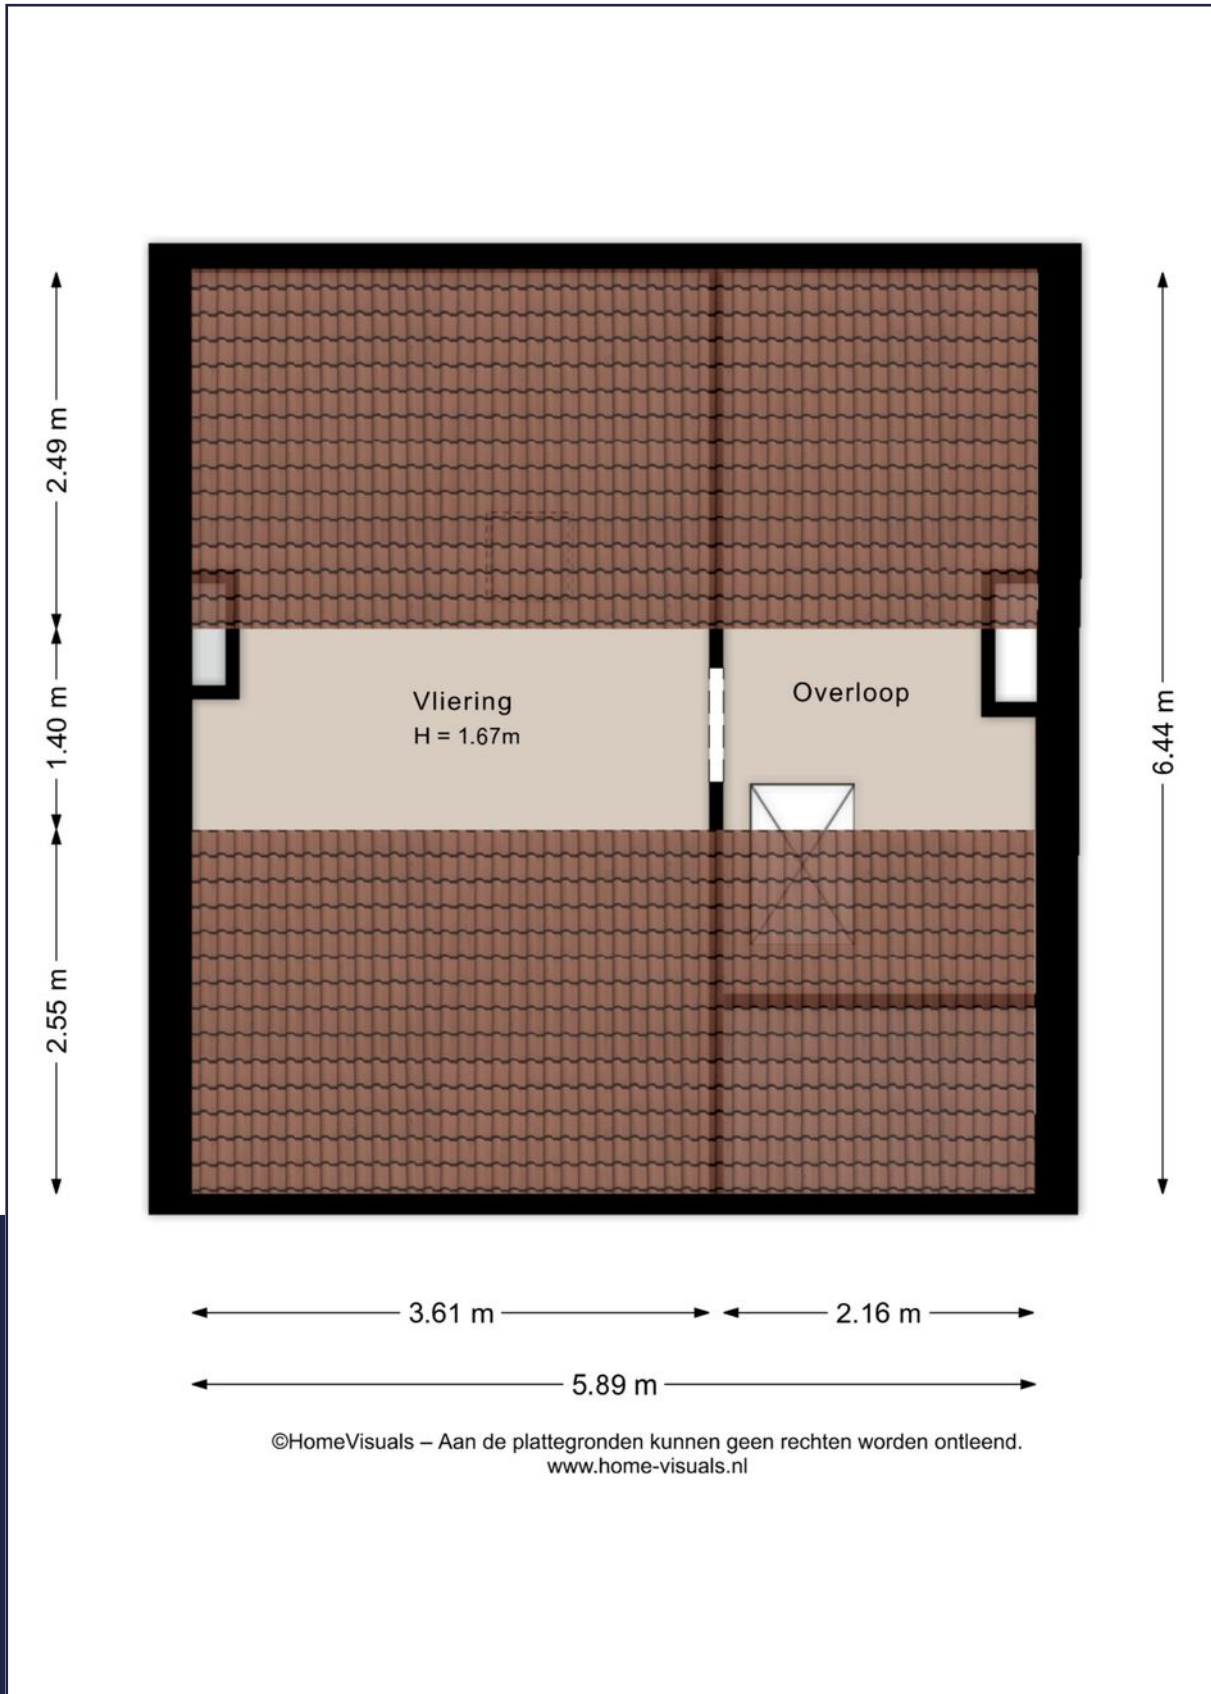 2.49 m
1.40 m
2.55 m
6.44 m
Vliering
H = 1.67m
Overloop
3.61 m
2.16 m
5.89 m
©HomeVisuals – Aan de plattegronden kunnen geen rechten worden ontleend.
www.home-visuals.nl